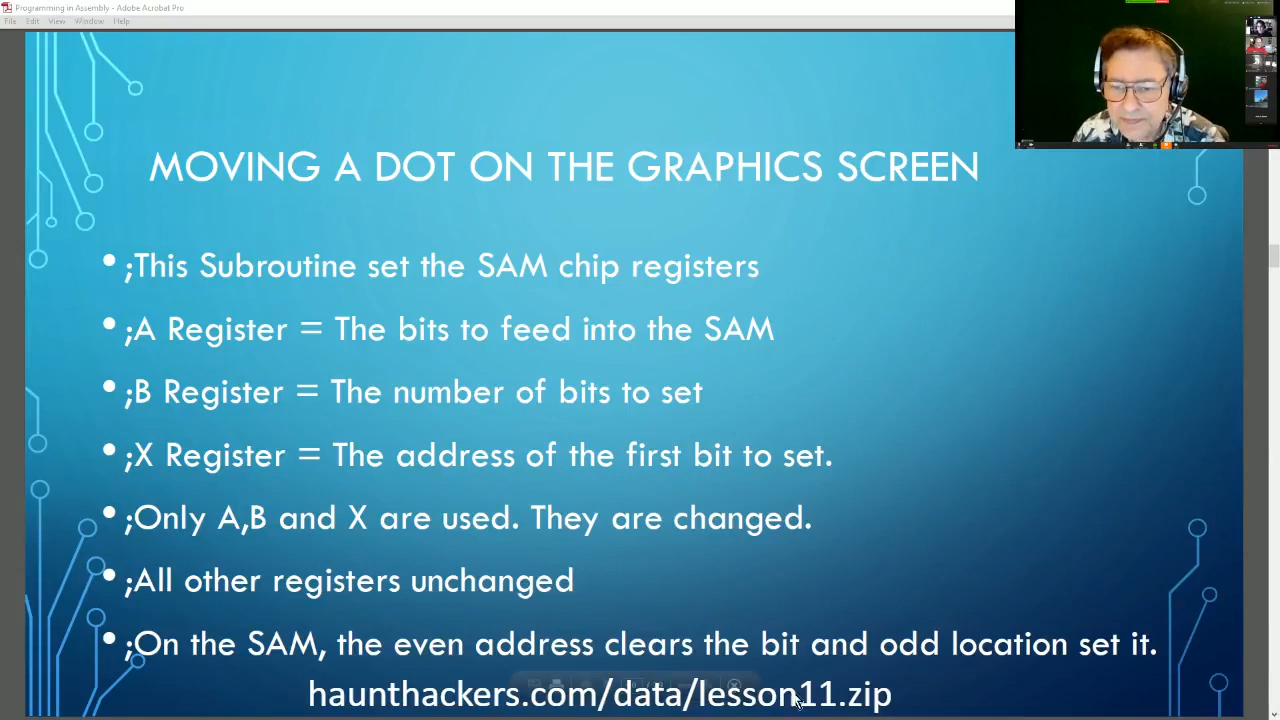 Programming in Assembly - Adobe Acrobat Pro
File Edit View Window Help
MOVING A DOT ON THE GRAPHICS SCREEN
• ;This Subroutine set the SAM chip registers
• ;A Register = The bits to feed into the SAM
• ;B Register = The number of bits to set
• ;X Register = The address of the first bit to set.
• ;Only A,B and X are used. They are changed.
• ;All other registers unchanged
• ;On the SAM, the even address clears the bit and odd location set it.
haunthackers.com/data/lesson11.zip